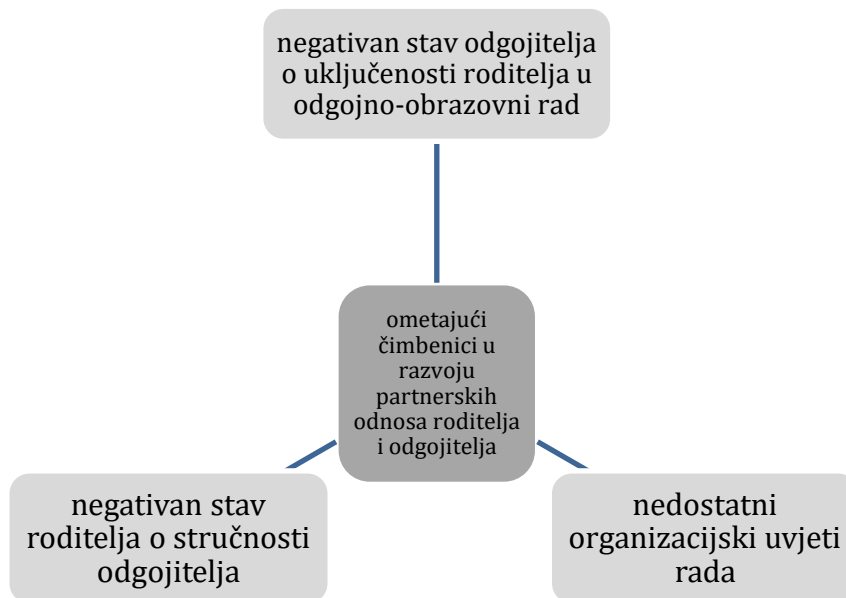 negativan stav odgojitelja
o uključenosti roditelja u
odgojno-obrazovni rad
ometajući
čimbenici u
razvoju
partnerskih
odnosa roditelja
i odgojitelja
negativan stav
roditelja o stručnosti
odgojitelja
nedostatni
organizacijski uvjeti
rada